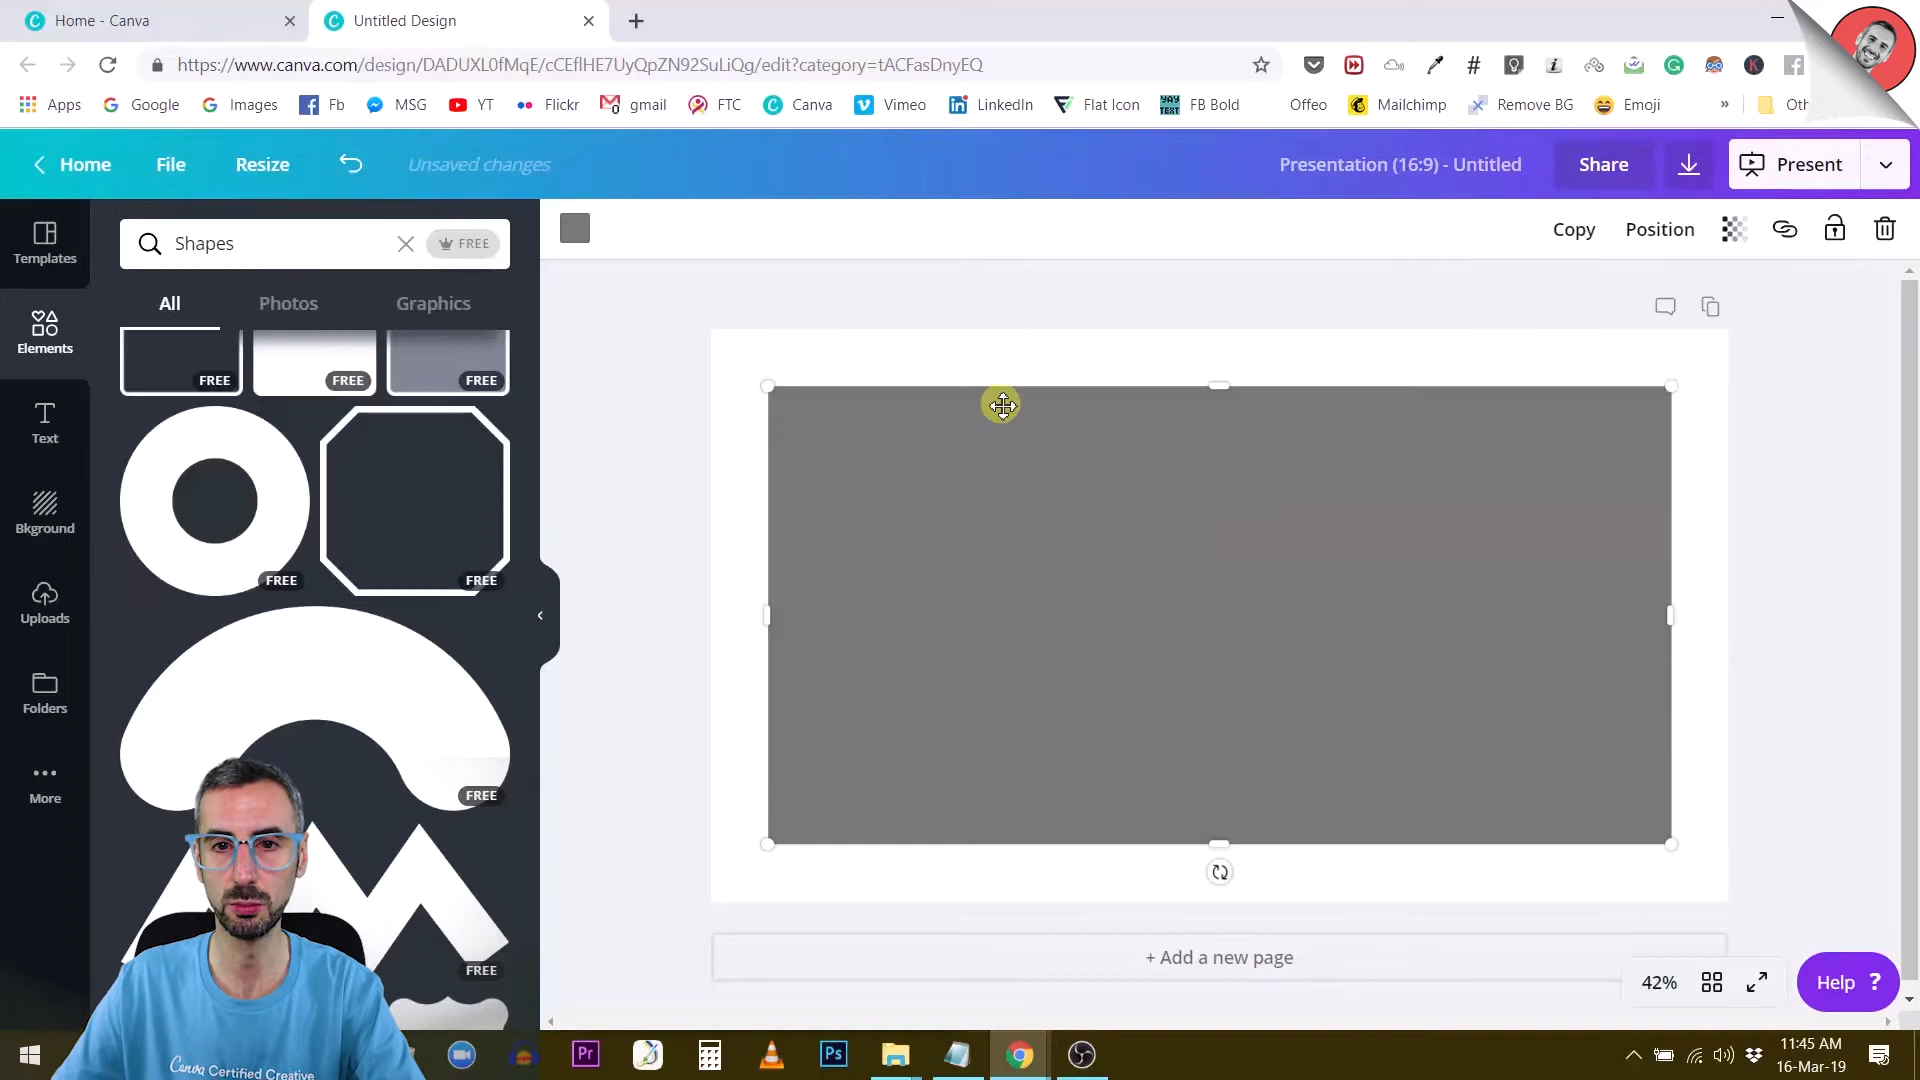 Home - Canva
Untitled Design
https://www.canva.com/design/DADUXL0fMqE/cCEflHE7UyQpZN92SuLiQg/edit?category=tACFasDnyEQ
Apps Google Images Fb MSG YT Flickr gmail FTC Canva Vimeo LinkedIn Flat Icon FB Bold Offeo Mailchimp Remove BG Emoji » Oth
Home File Resize Unsaved changes Presentation (16:9) - Untitled Share Present
Templates
Shapes FREE
Copy Position
All Photos Graphics
Elements
FREE FREE FREE
Text
Bkground
FREE FREE
Uploads
Folders
More
FREE
FREE
+ Add a new page
42% Help ?
Canva Certified Creative
Pr Ps
11:45 AM
16-Mar-19